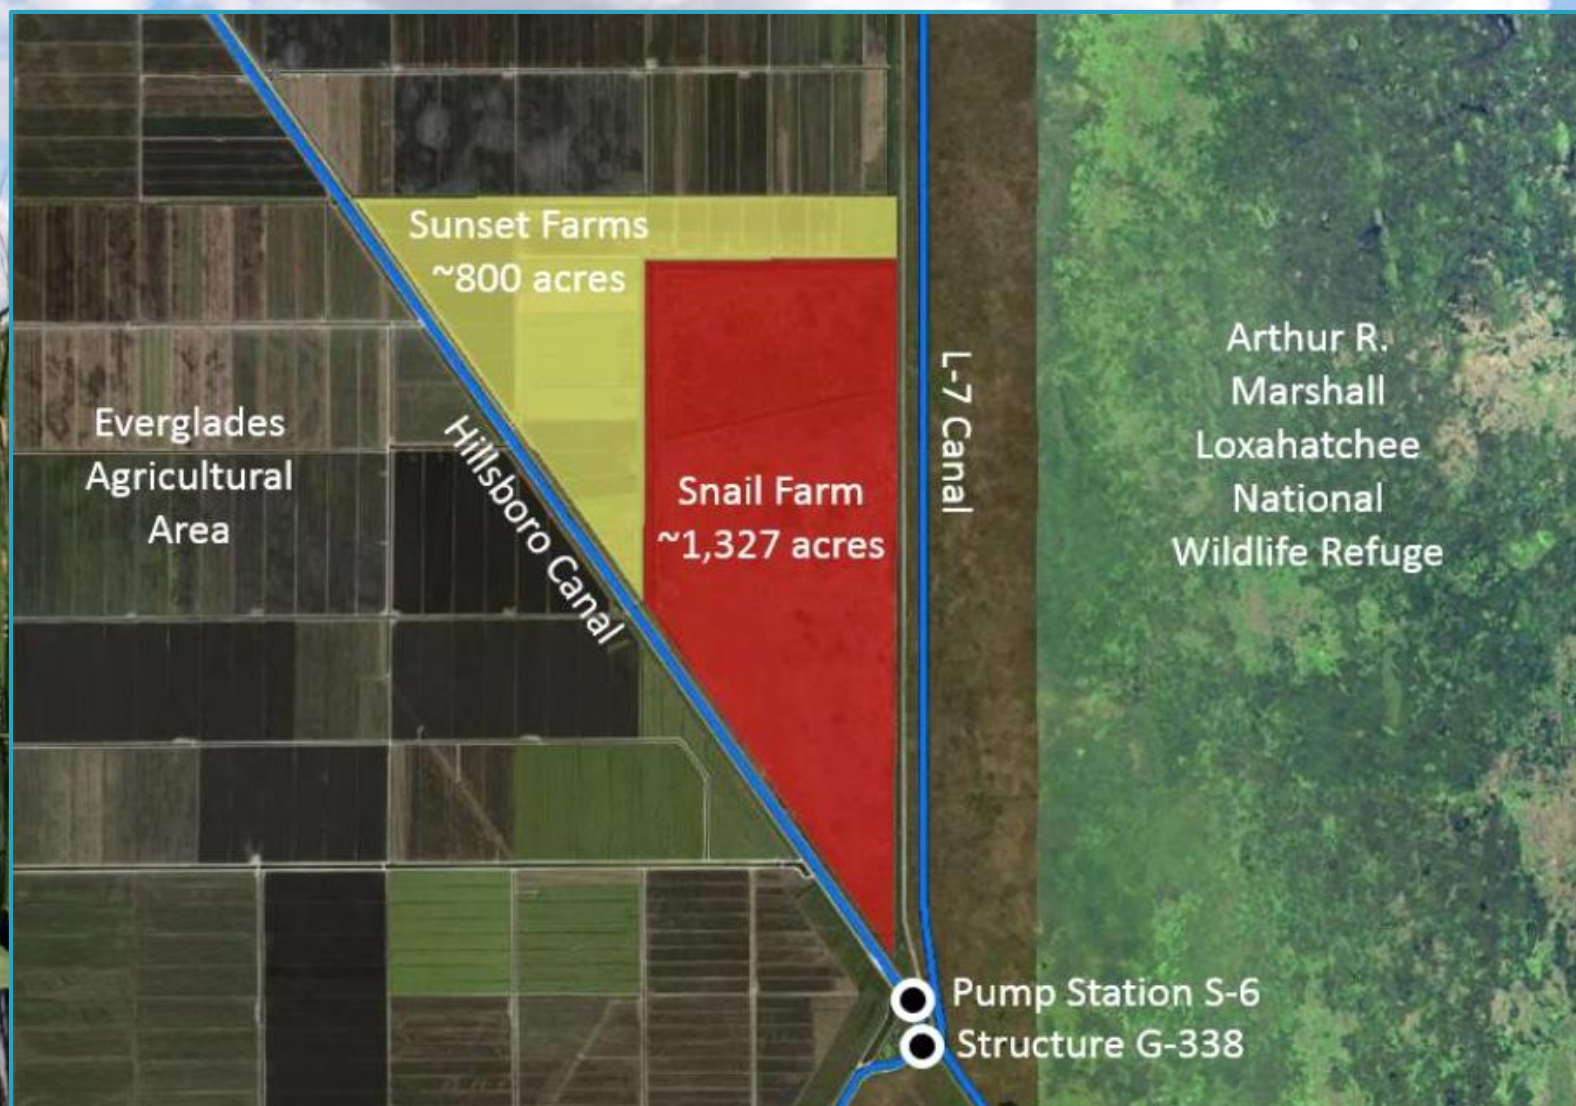 Sunset Farms
~800 acres
Everglades
Agricultural
Area
Hillsboro Canal
Snail Farm
~1,327 acres
L-7 Canal
Arthur R.
Marshall
Loxahatchee
National
Wildlife Refuge
Pump Station S-6
Structure G-338